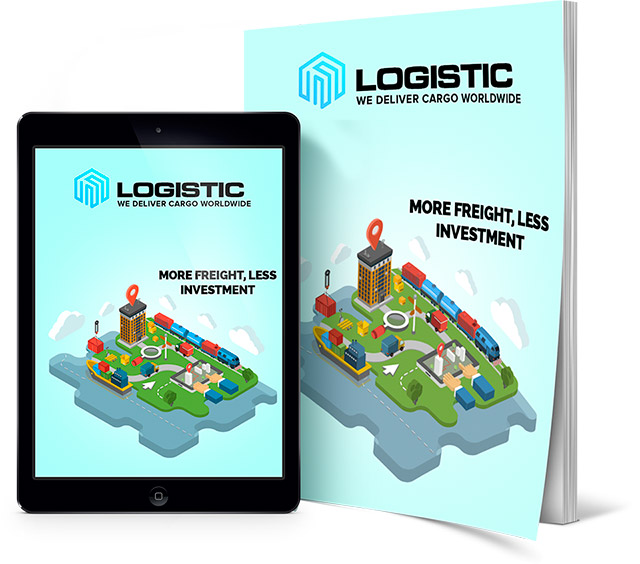 LOGISTIC
WE DELIVER CARGO WORLDWIDE
MORE FREIGHT, LESS
INVESTMENT
LOGISTIC
WE DELIVER CARGO WORLDWIDE
MORE FREIGHT, LESS
INVESTMENT